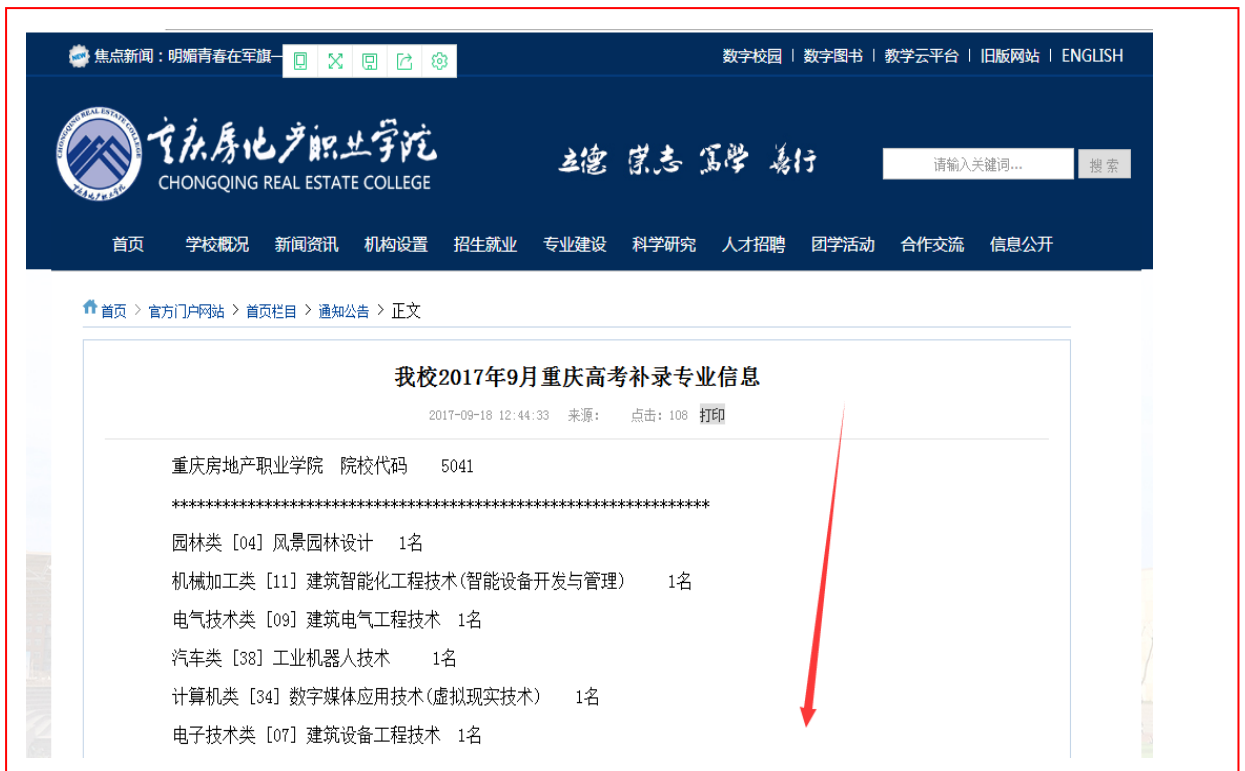 焦点新闻：明媚青春在军旗一
数字校园 | 数字图书 | 教学云平台 | 旧版网站 | ENGLISH
CHONGQING REAL ESTATE COLLEGE
重庆房地产职业学院
CHONGQING REAL ESTATE COLLEGE
立德 崇志 笃学 善行
请输入关键词...
搜 索
首页 学校概况 新闻资讯 机构设置 招生就业 专业建设 科学研究 人才招聘 团学活动 合作交流 信息公开
首页 > 官方门户网站 > 首页栏目 > 通知公告 > 正文
我校2017年9月重庆高考补录专业信息
2017-09-18 12:44:33 来源： 点击：108 打印
重庆房地产职业学院 院校代码 5041
****************************************************************
园林类 [04] 风景园林设计 1名
机械加工类 [11] 建筑智能化工程技术(智能设备开发与管理) 1名
电气技术类 [09] 建筑电气工程技术 1名
汽车类 [38] 工业机器人技术 1名
计算机类 [34] 数字媒体应用技术(虚拟现实技术) 1名
电子技术类 [07] 建筑设备工程技术 1名